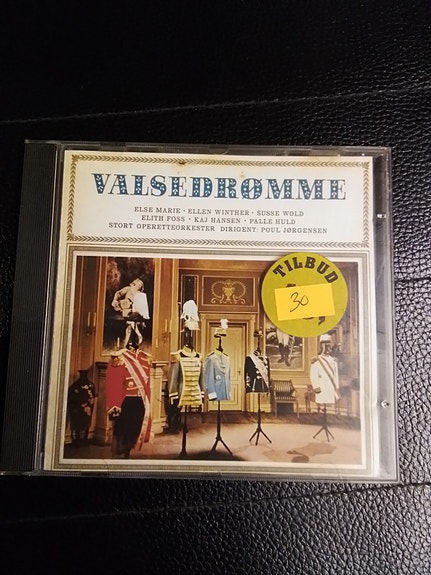 VALSEDRØMME
ELSE MARIE · ELLEN WINTHER · SUSSE WOLD
ELITH FOSS · KAJ HANSEN · PALLE HULD
STORT OPERETTEORKESTER DIRIGENT: POUL JØRGENSEN
TILBUD
30